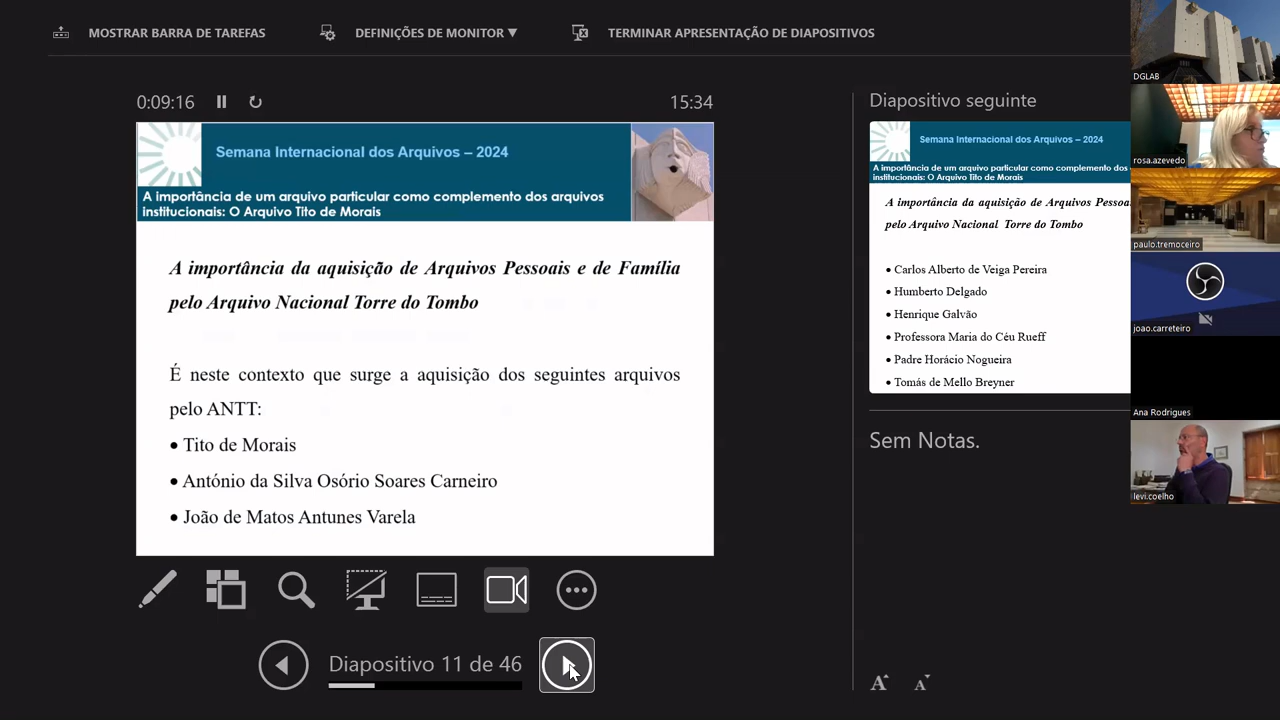 MOSTRAR BARRA DE TAREFAS
DEFINIÇÕES DE MONITOR ▼
TERMINAR APRESENTAÇÃO DE DIAPOSITIVOS
0:09:16
15:34
Semana Internacional dos Arquivos – 2024
A importância de um arquivo particular como complemento dos arquivos
institucionais: O Arquivo Tito de Morais
A importância da aquisição de Arquivos Pessoais e de Família
pelo Arquivo Nacional Torre do Tombo
É neste contexto que surge a aquisição dos seguintes arquivos
pelo ANTT:
• Tito de Morais
• António da Silva Osório Soares Carneiro
• João de Matos Antunes Varela
Diapositivo 11 de 46
Diapositivo seguinte
Semana Internacional dos Arquivos – 2024
A importância de um arquivo particular como complemento dos
institucionais: O Arquivo Tito de Morais
A importância da aquisição de Arquivos Pessoa
pelo Arquivo Nacional Torre do Tombo
• Carlos Alberto de Veiga Pereira
• Humberto Delgado
• Henrique Galvão
• Professora Maria do Céu Rueff
• Padre Horácio Nogueira
• Tomás de Mello Breyner
Sem Notas.
A A
DGLAB
rosa.azevedo
paulo.tremoceiro
joao.carreteiro
Ana Rodrigues
levi.coelho